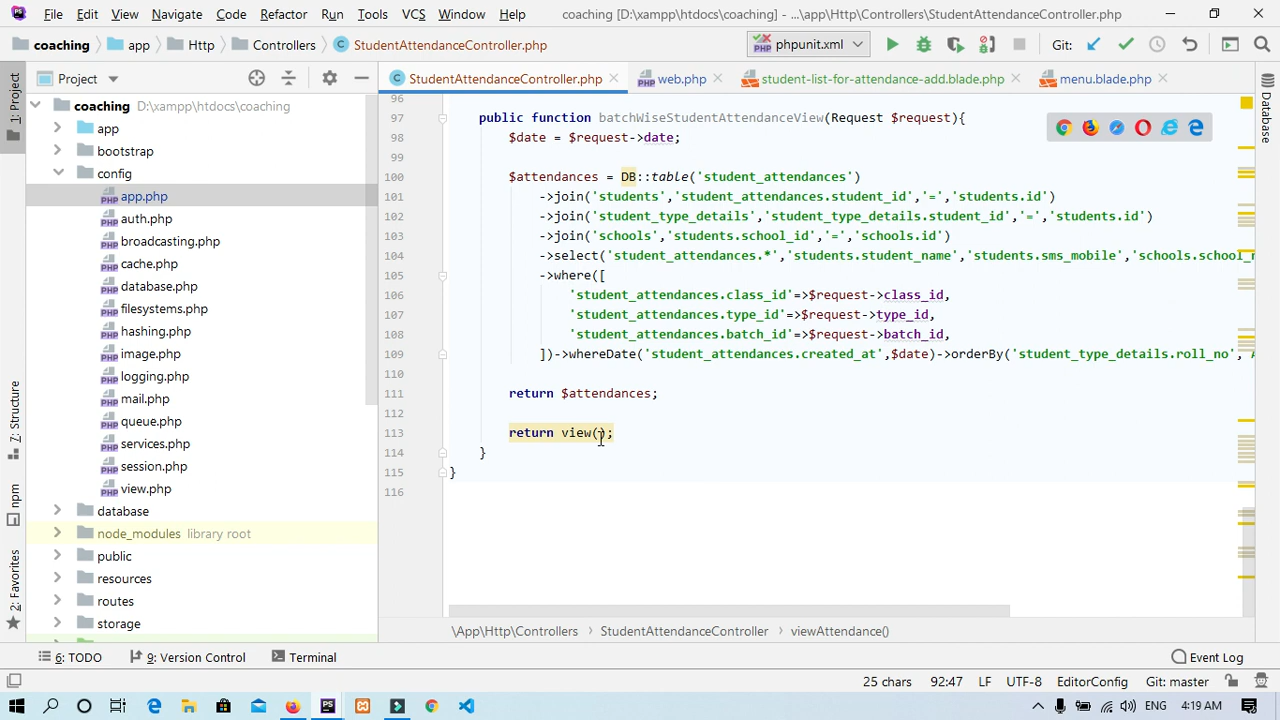 File Edit View Navigate Code Refactor Run Tools VCS Window Help coaching [D:\xampp\htdocs\coaching] - ...\app\Http\Controllers\StudentAttendanceController.php
coaching app Http Controllers StudentAttendanceController.php phpunit.xml Git:
Project StudentAttendanceController.php web.php student-list-for-attendance-add.blade.php menu.blade.php
1: Project
Z: Structure
npm
2: Favorites
Database
coaching D:\xampp\htdocs\coaching
app
bootstrap
config
app.php
auth.php
broadcasting.php
cache.php
database.php
filesystems.php
hashing.php
image.php
logging.php
mail.php
queue.php
services.php
session.php
view.php
database
node_modules library root
public
resources
routes
storage
96
97 public function batchWiseStudentAttendanceView(Request $request){
98 $date = $request->date;
99
100 $attendances = DB::table('student_attendances')
101 ->join('students','student_attendances.student_id','=','students.id')
102 ->join('student_type_details','student_type_details.student_id','=','students.id')
103 ->join('schools','students.school_id','=','schools.id')
104 ->select('student_attendances.*','students.student_name','students.sms_mobile','schools.school_n
105 ->where([
106 'student_attendances.class_id'=>$request->class_id,
107 'student_attendances.type_id'=>$request->type_id,
108 'student_attendances.batch_id'=>$request->batch_id,
109 ])->whereDate('student_attendances.created_at',$date)->orderBy('student_type_details.roll_no','A
110
111 return $attendances;
112
113 return view();
114 }
115 }
116
\App\Http\Controllers StudentAttendanceController viewAttendance()
6: TODO 9: Version Control Terminal Event Log
25 chars 92:47 LF UTF-8 EditorConfig Git: master
ENG 4:19 AM